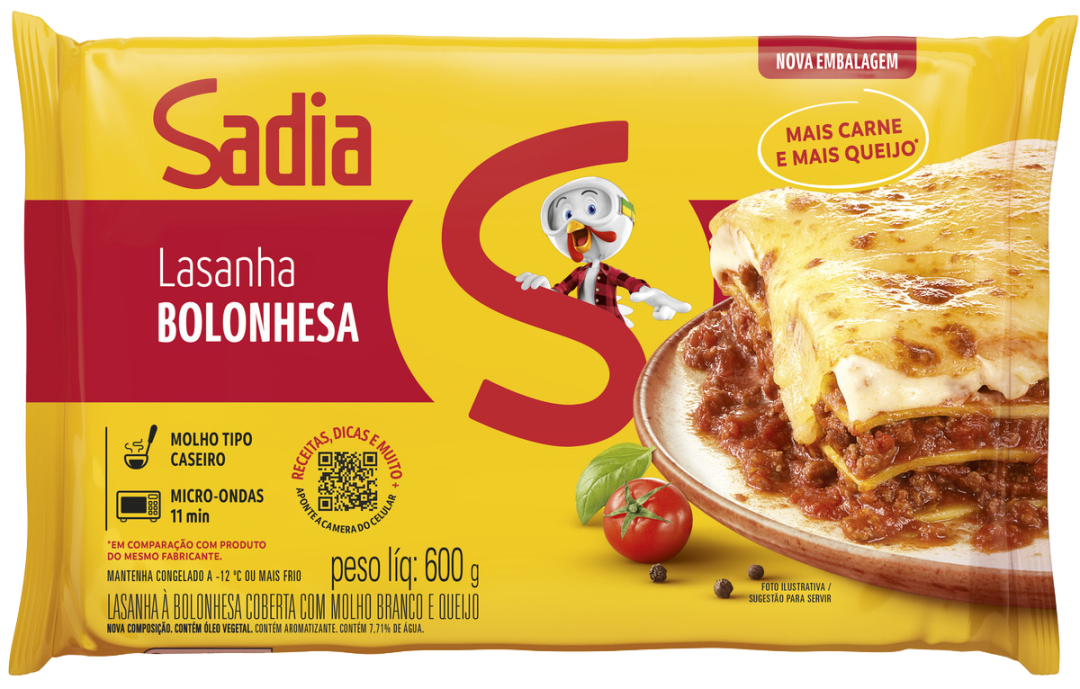 NOVA EMBALAGEM
Sadia
MAIS CARNE
E MAIS QUEIJO*
S
Lasanha
BOLONHESA
MOLHO TIPO
CASEIRO
MICRO-ONDAS
11 min
RECEITAS, DICAS E MUITO +
APONTE A CAMERA DO CELULAR
*EM COMPARAÇÃO COM PRODUTO
DO MESMO FABRICANTE.
MANTENHA CONGELADO A -12 °C OU MAIS FRIO
peso líq: 600 g
LASANHA À BOLONHESA COBERTA COM MOLHO BRANCO E QUEIJO
NOVA COMPOSIÇÃO. CONTÉM ÓLEO VEGETAL. CONTÉM AROMATIZANTE. CONTÉM 7,71% DE ÁGUA.
FOTO ILUSTRATIVA /
SUGESTÃO PARA SERVIR